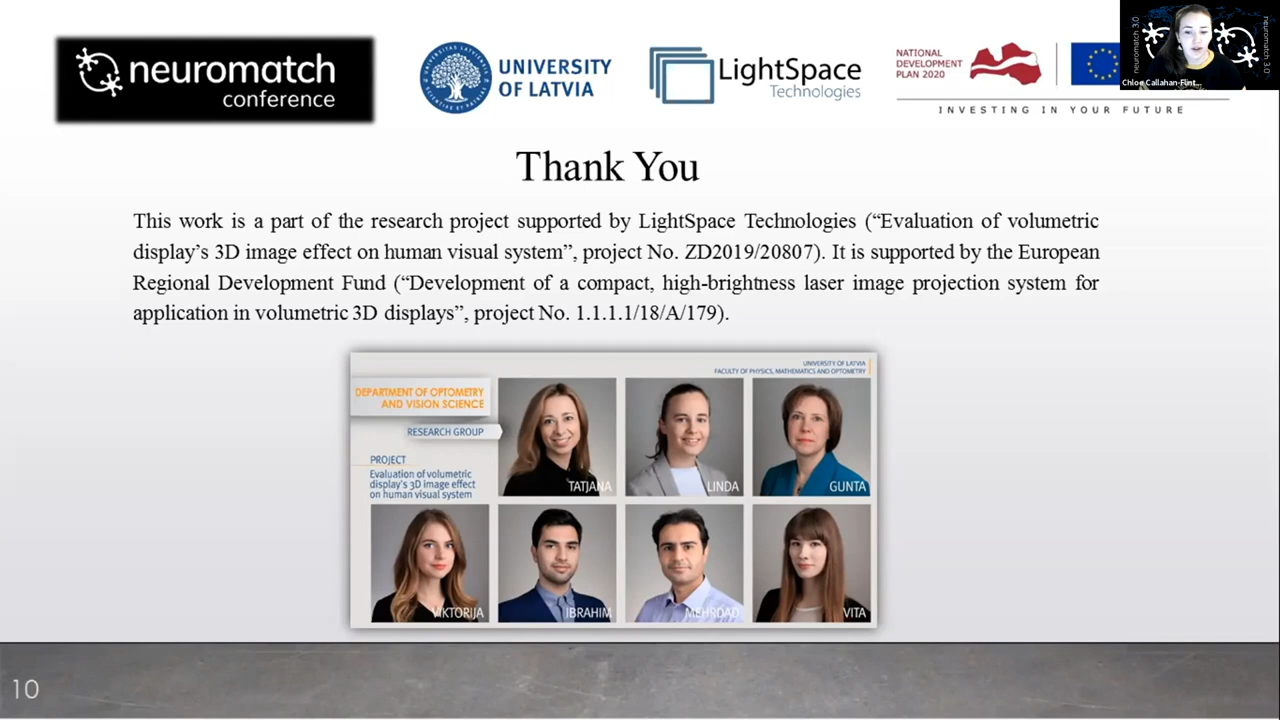 neuromatch
conference
UNIVERSITY
OF LATVIA
LightSpace
Technologies
NATIONAL
DEVELOPMENT
PLAN 2020
INVESTING IN YOUR FUTURE
neuromatch 3.0
neuromatch 3.0
Chloe Callahan-Flint...
Thank You
This work is a part of the research project supported by LightSpace Technologies (“Evaluation of volumetric
display’s 3D image effect on human visual system”, project No. ZD2019/20807). It is supported by the European
Regional Development Fund (“Development of a compact, high-brightness laser image projection system for
application in volumetric 3D displays”, project No. 1.1.1.1/18/A/179).
UNIVERSITY OF LATVIA
FACULTY OF PHYSICS, MATHEMATICS AND OPTOMETRY
DEPARTMENT OF OPTOMETRY
AND VISION SCIENCE
RESEARCH GROUP
PROJECT
Evaluation of volumetric
display's 3D image effect
on human visual system
TATJANA
LINDA
GUNTA
VIKTORIJA
IBRAHIM
MEHRDAD
VITA
10